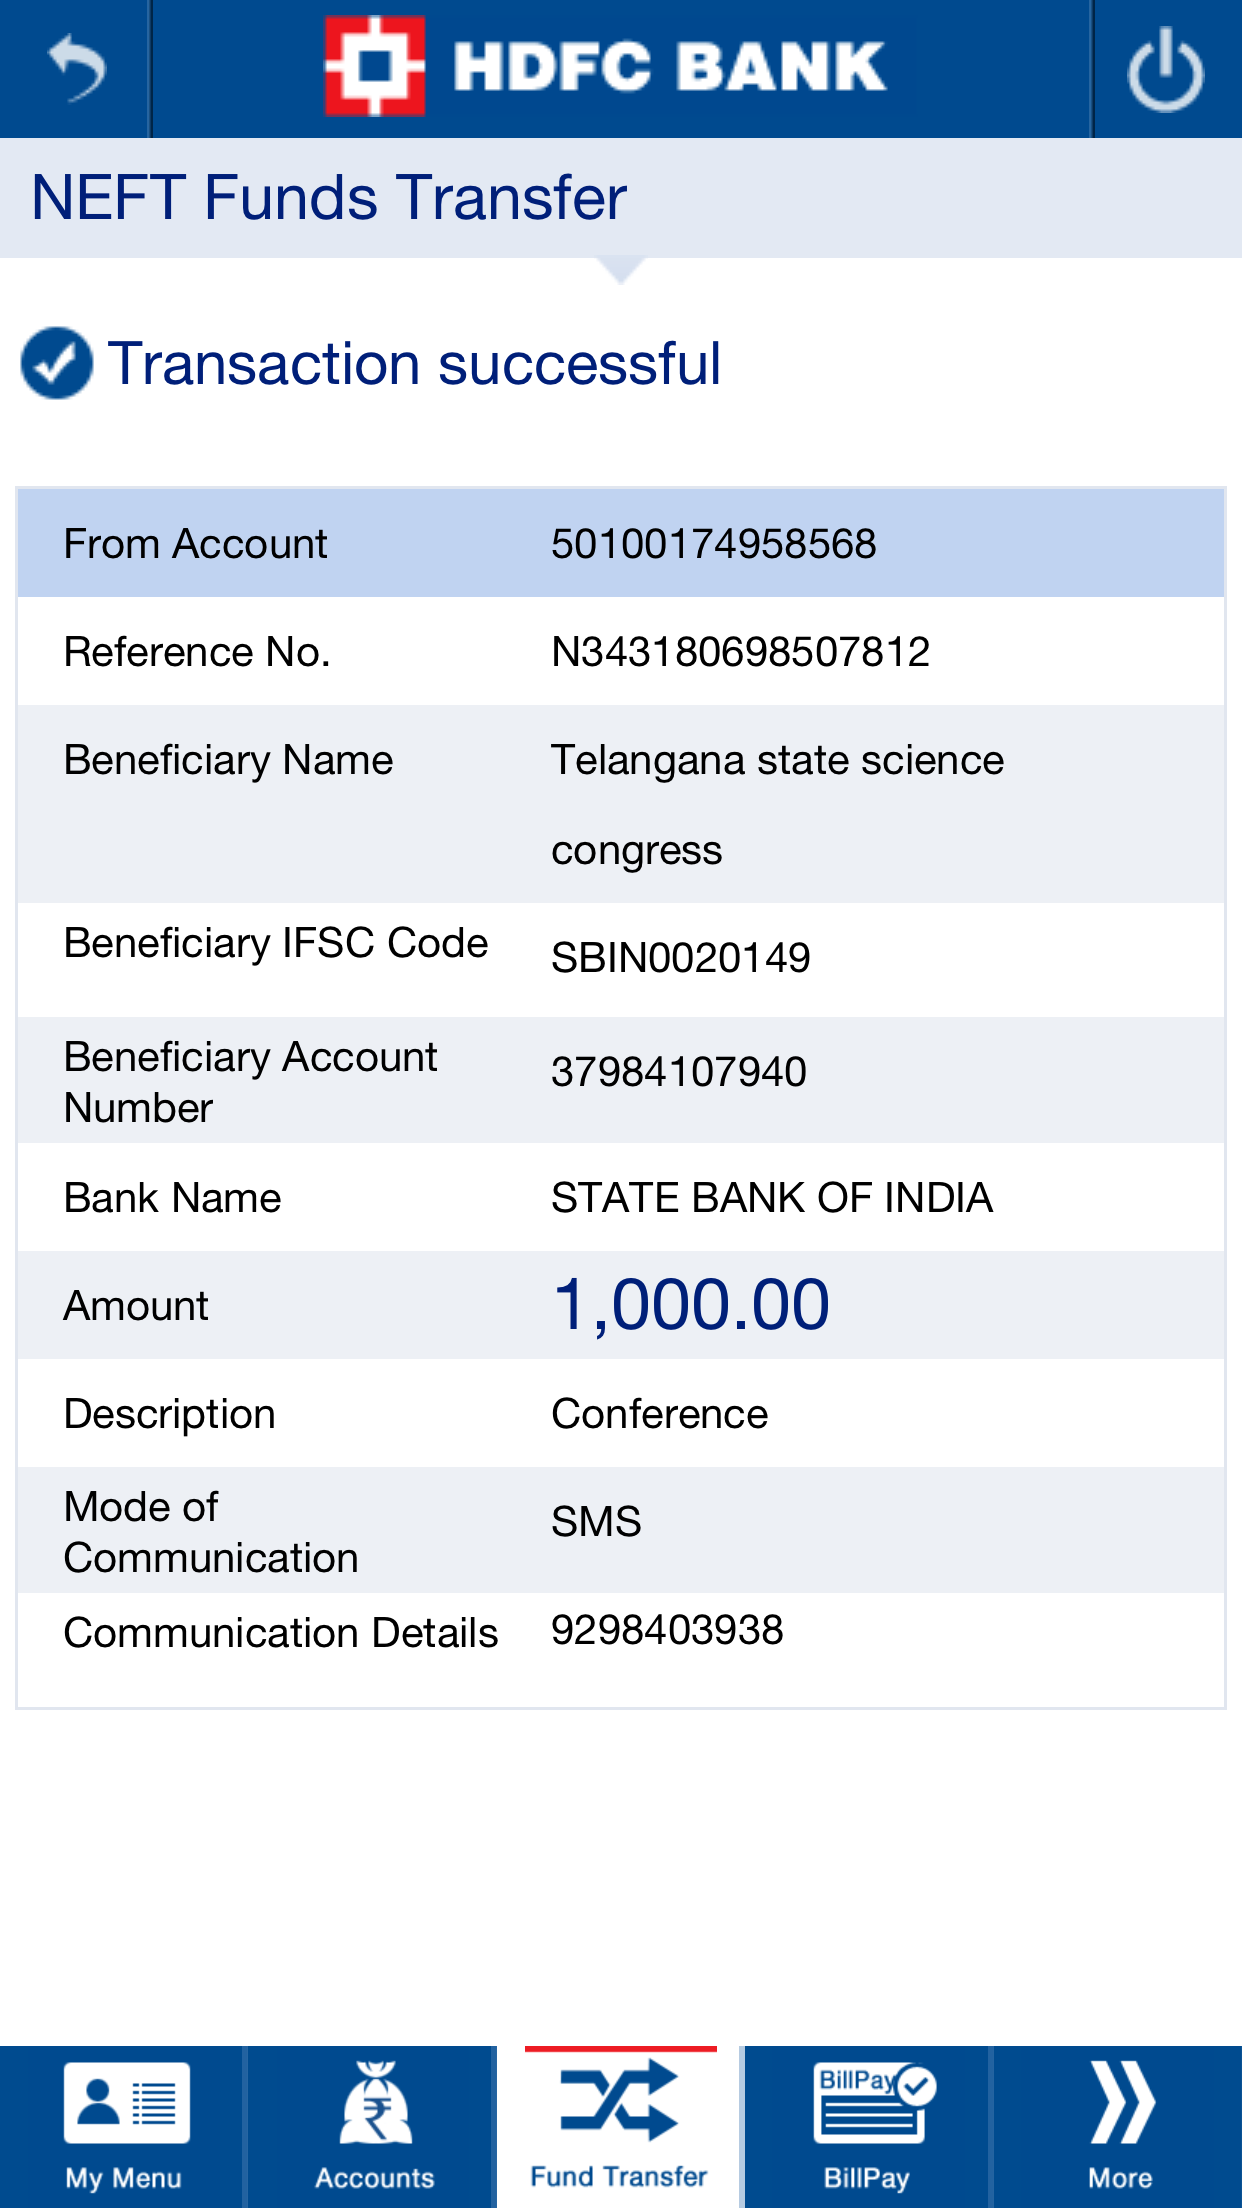 HDFC BANK
NEFT Funds Transfer
Transaction successful
From Account 50100174958568
Reference No. N343180698507812
Beneficiary Name Telangana state science
congress
Beneficiary IFSC Code SBIN0020149
Beneficiary Account 37984107940
Number
Bank Name STATE BANK OF INDIA
Amount 1,000.00
Description Conference
Mode of SMS
Communication
Communication Details 9298403938
BillPay
My Menu Accounts Fund Transfer BillPay More